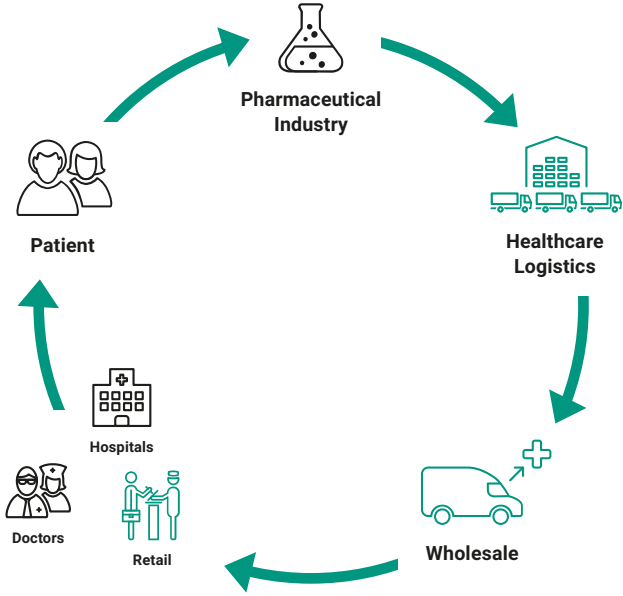 Pharmaceutical
Industry
Healthcare
Logistics
Wholesale
Retail
Doctors
Hospitals
Patient